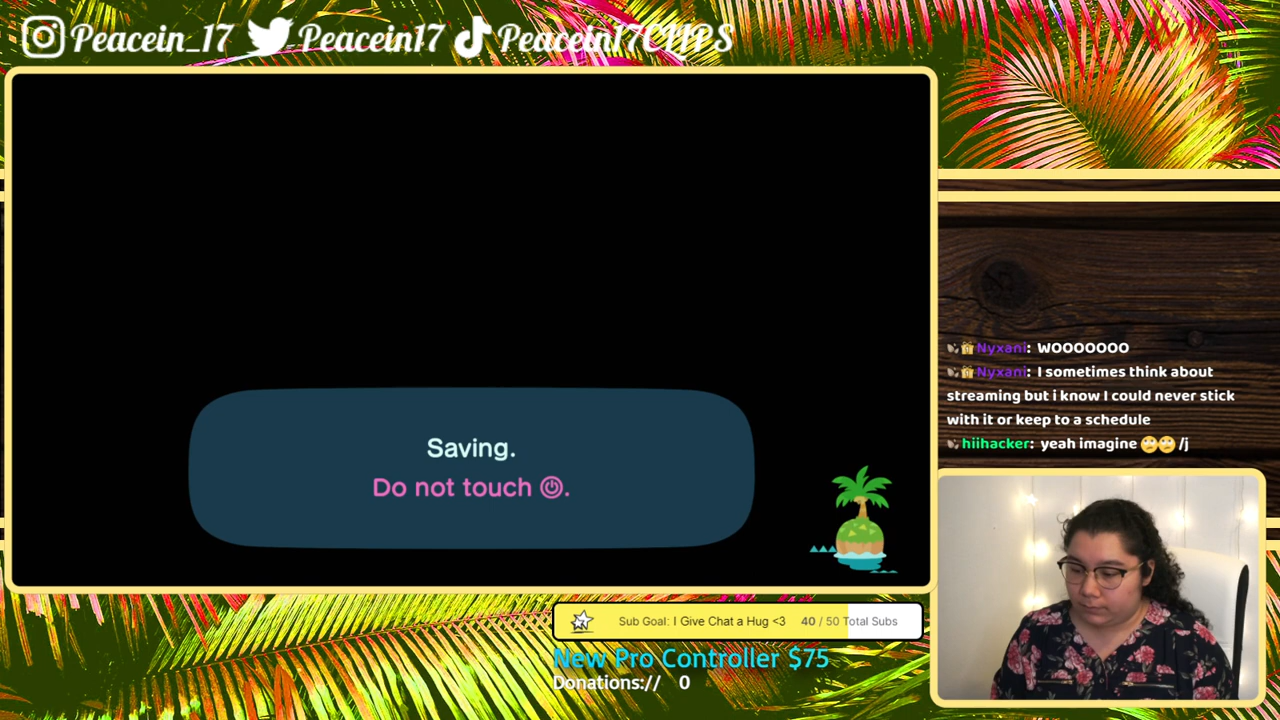 Peacein_17 Peacein17 Peacein17CLIPS
Saving.
Do not touch ⏻.
Nyxani: WOOOOOOO
Nyxani: I sometimes think about
streaming but i know I could never stick
with it or keep to a schedule
hiihacker: yeah imagine 🙄🙄 /j
Sub Goal: I Give Chat a Hug <3 40 / 50 Total Subs
New Pro Controller $75
Donations:// 0